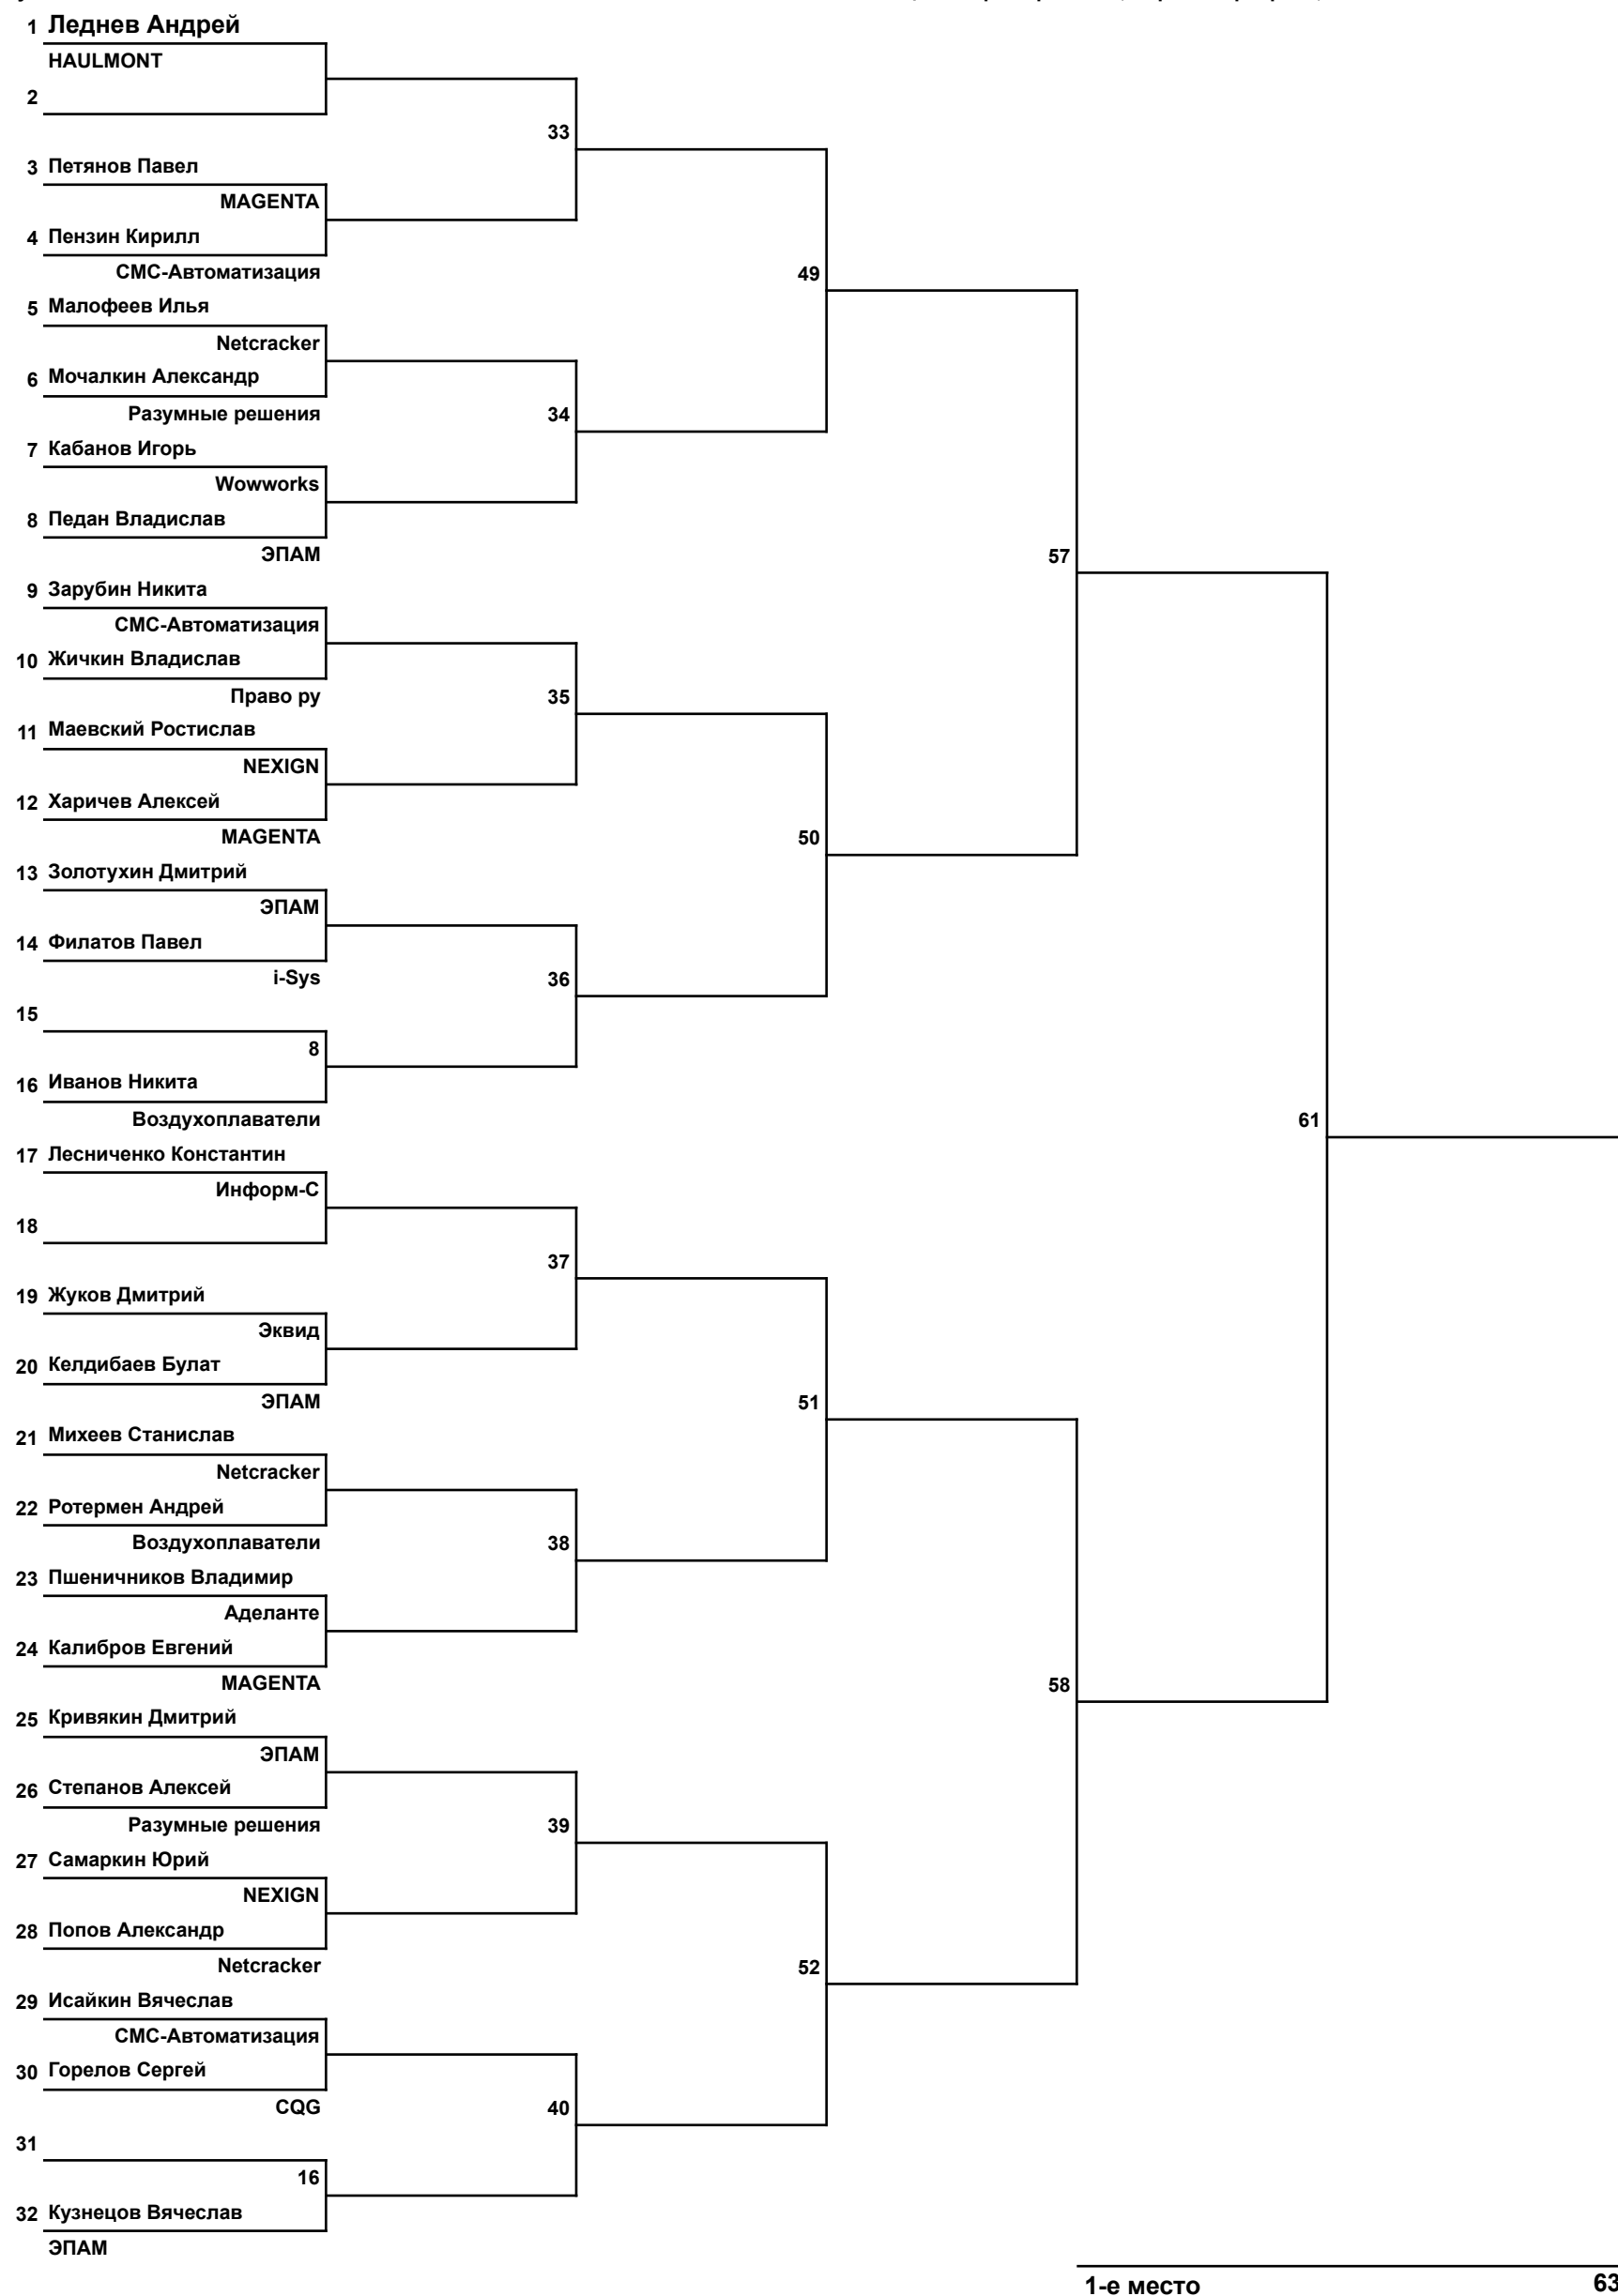 1 Леднев Андрей
HAULMONT
2
33
3 Петянов Павел
MAGENTA
4 Пензин Кирилл
СМС-Автоматизация
49
5 Малофеев Илья
Netcracker
6 Мочалкин Александр
Разумные решения
34
7 Кабанов Игорь
Wowworks
8 Педан Владислав
ЭПАМ
57
9 Зарубин Никита
СМС-Автоматизация
10 Жичкин Владислав
Право ру
35
11 Маевский Ростислав
NEXIGN
12 Харичев Алексей
MAGENTA
50
13 Золотухин Дмитрий
ЭПАМ
14 Филатов Павел
i-Sys
36
15
8
16 Иванов Никита
Воздухоплаватели
61
17 Лесниченко Константин
Информ-С
18
37
19 Жуков Дмитрий
Эквид
20 Келдибаев Булат
ЭПАМ
51
21 Михеев Станислав
Netcracker
22 Ротермен Андрей
Воздухоплаватели
38
23 Пшеничников Владимир
Аделанте
24 Калибров Евгений
MAGENTA
58
25 Кривякин Дмитрий
ЭПАМ
26 Степанов Алексей
Разумные решения
39
27 Самаркин Юрий
NEXIGN
28 Попов Александр
Netcracker
52
29 Исайкин Вячеслав
СМС-Автоматизация
30 Горелов Сергей
CQG
40
31
16
32 Кузнецов Вячеслав
ЭПАМ
1-е место 63